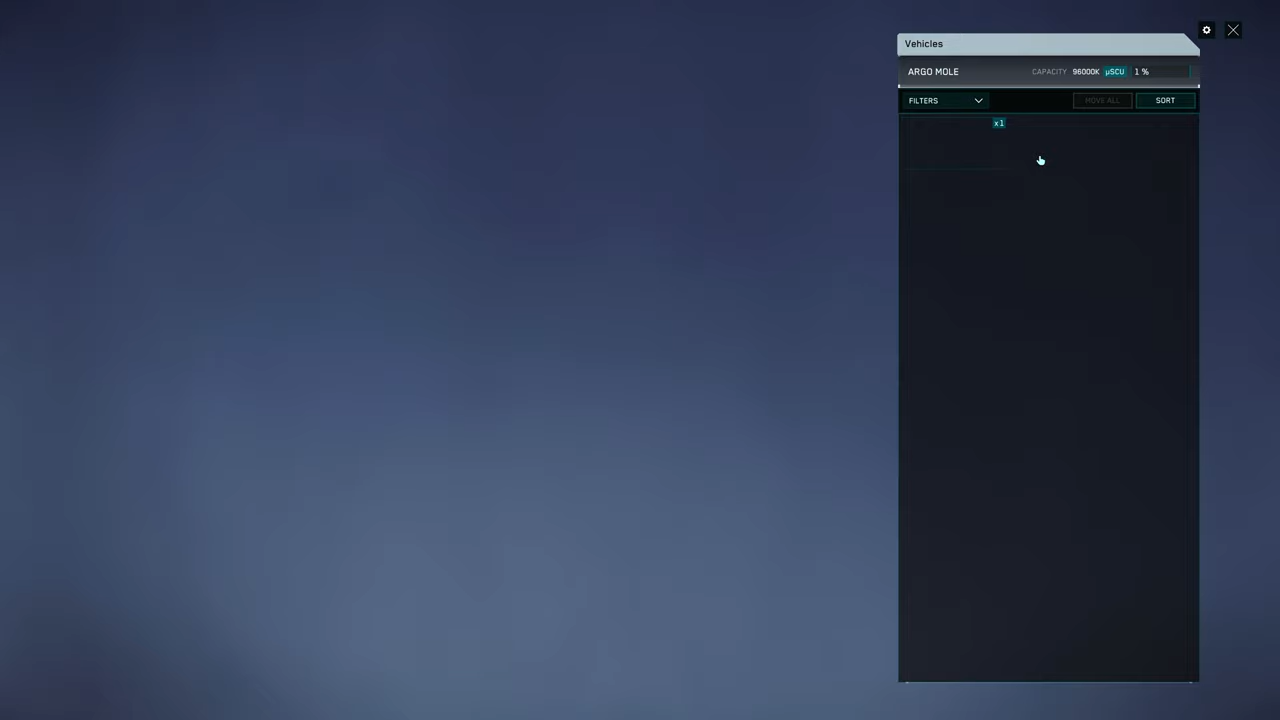 Vehicles
ARGO MOLE CAPACITY 96000K µSCU 1 %
FILTERS MOVE ALL SORT
x1